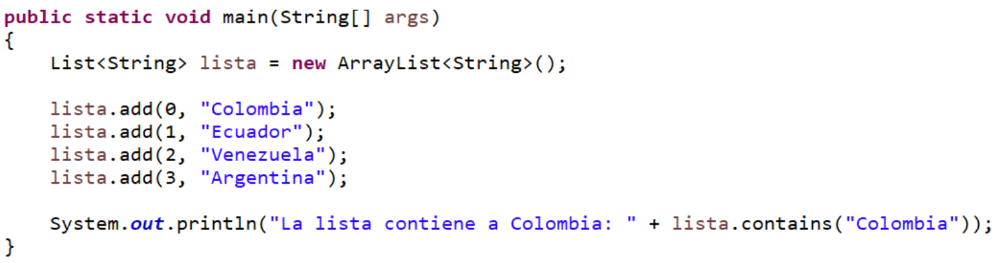 public static void main(String[] args)
{
    List<String> lista = new ArrayList<String>();

    lista.add(0, "Colombia");
    lista.add(1, "Ecuador");
    lista.add(2, "Venezuela");
    lista.add(3, "Argentina");

    System.out.println("La lista contiene a Colombia: " + lista.contains("Colombia"));
}